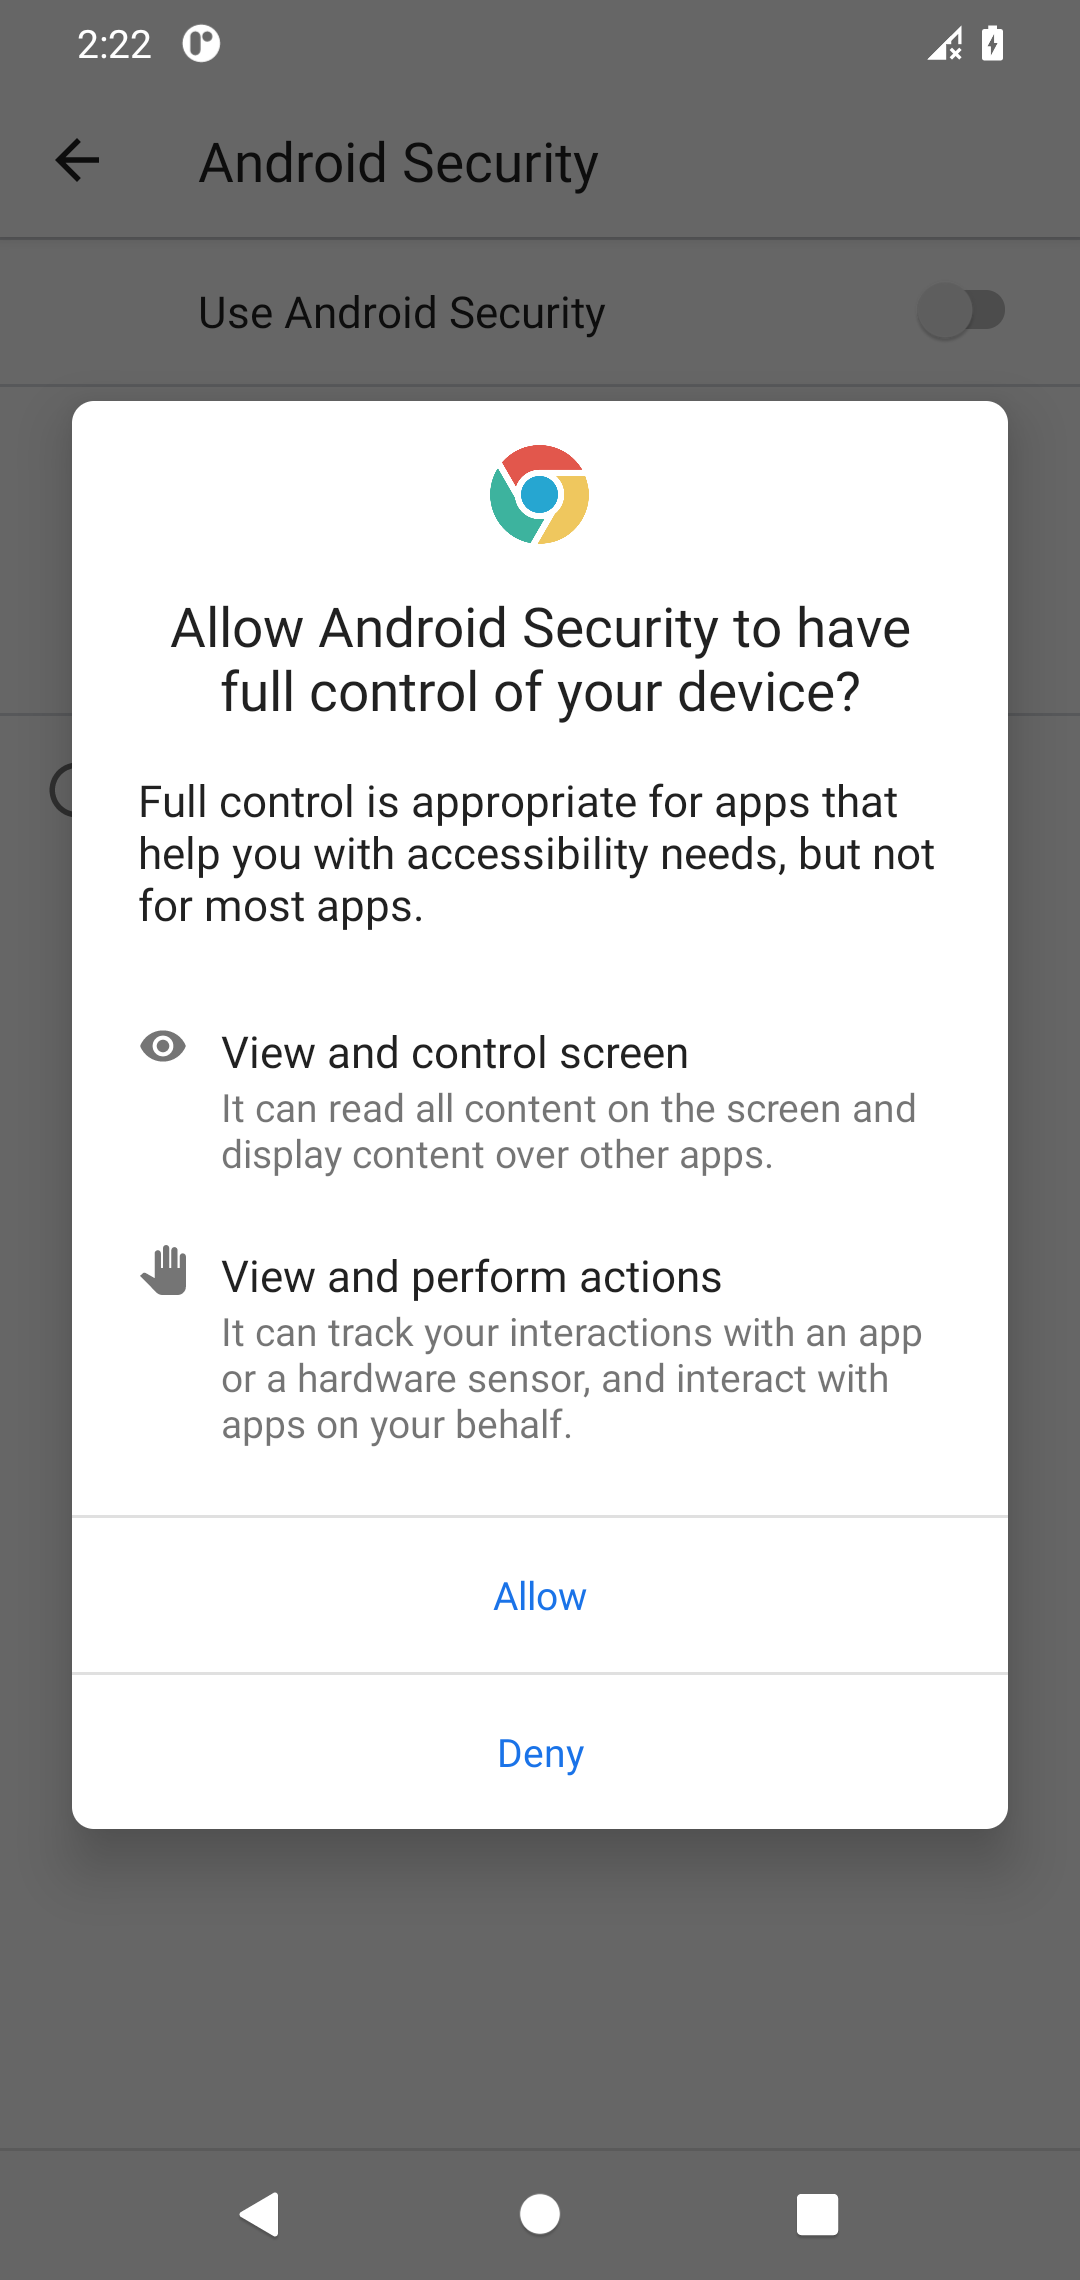 2:22
Android Security
Use Android Security
Allow Android Security to have
full control of your device?
Full control is appropriate for apps that
help you with accessibility needs, but not
for most apps.
View and control screen
It can read all content on the screen and
display content over other apps.
View and perform actions
It can track your interactions with an app
or a hardware sensor, and interact with
apps on your behalf.
Allow
Deny